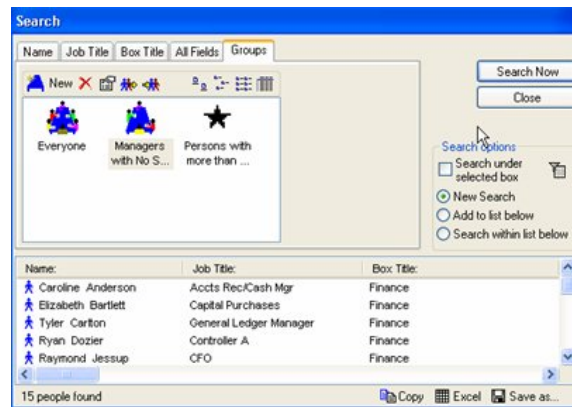 Search
Name Job Title Box Title All Fields Groups
New
Search Now
Close
Everyone
Managers with No S...
Persons with more than ...
Search options
Search under selected box
New Search
Add to list below
Search within list below
Name: Job Title: Box Title:
Caroline Anderson Accts Rec/Cash Mgr Finance
Elizabeth Bartlett Capital Purchases Finance
Tyler Carlton General Ledger Manager Finance
Ryan Dozier Controller A Finance
Raymond Jessup CFO Finance
15 people found Copy Excel Save as...